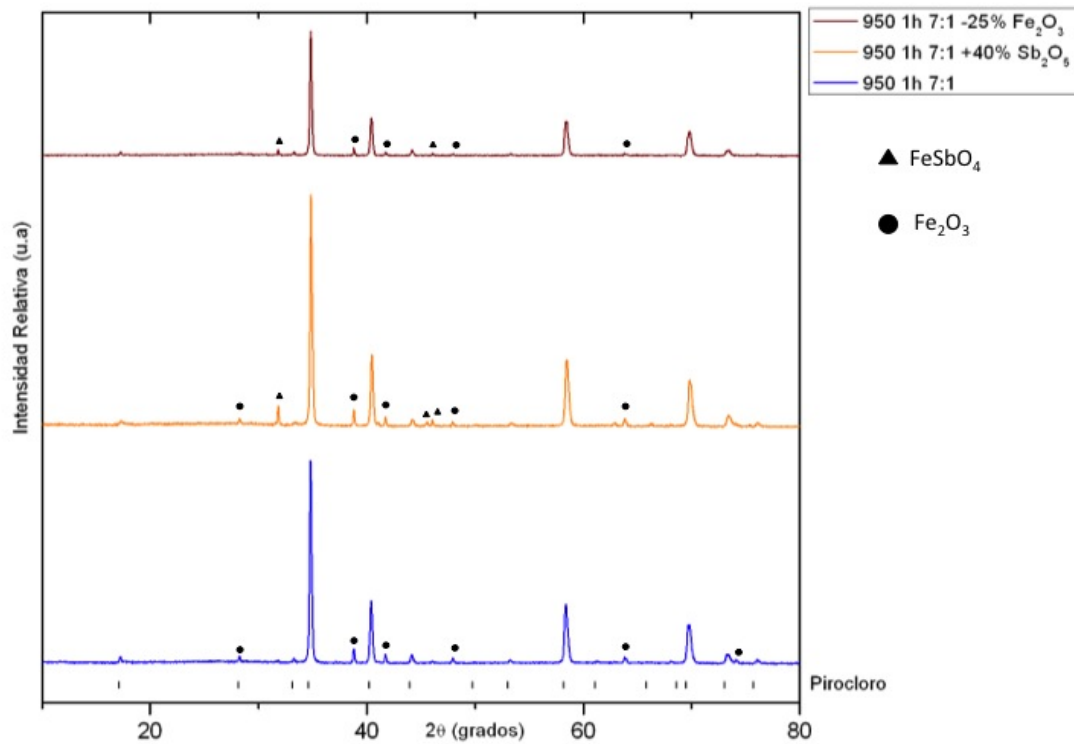 950 1h 7:1 -25% Fe₂O₃
950 1h 7:1 +40% Sb₂O₅
950 1h 7:1
▲ FeSbO₄
● Fe₂O₃
Intensidad Relativa (u.a)
Pirocloro
20 40 60 80
2θ (grados)